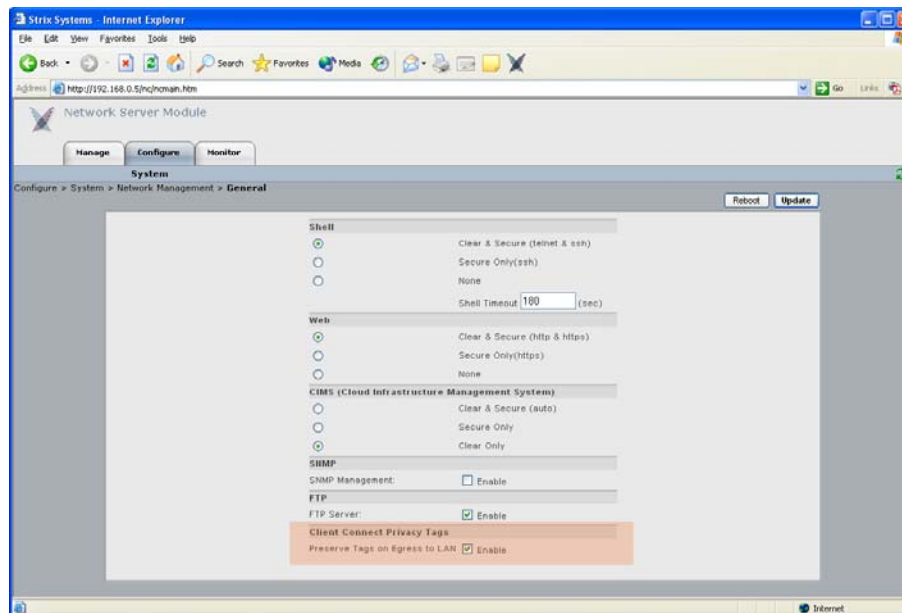 Strix Systems - Internet Explorer
File Edit View Favorites Tools Help
Back Search Favorites Media
Address http://192.168.0.5/nc/ncmain.htm Go Links
Network Server Module
Manage Configure Monitor
System
Configure > System > Network Management > General
Reboot Update
Shell
Clear & Secure (telnet & ssh)
Secure Only(ssh)
None
Shell Timeout 180 (sec)
Web
Clear & Secure (http & https)
Secure Only(https)
None
CIMS (Cloud Infrastructure Management System)
Clear & Secure (auto)
Secure Only
Clear Only
SNMP
SNMP Management: Enable
FTP
FTP Server: Enable
Client Connect Privacy Tags
Preserve Tags on Egress to LAN Enable
Internet